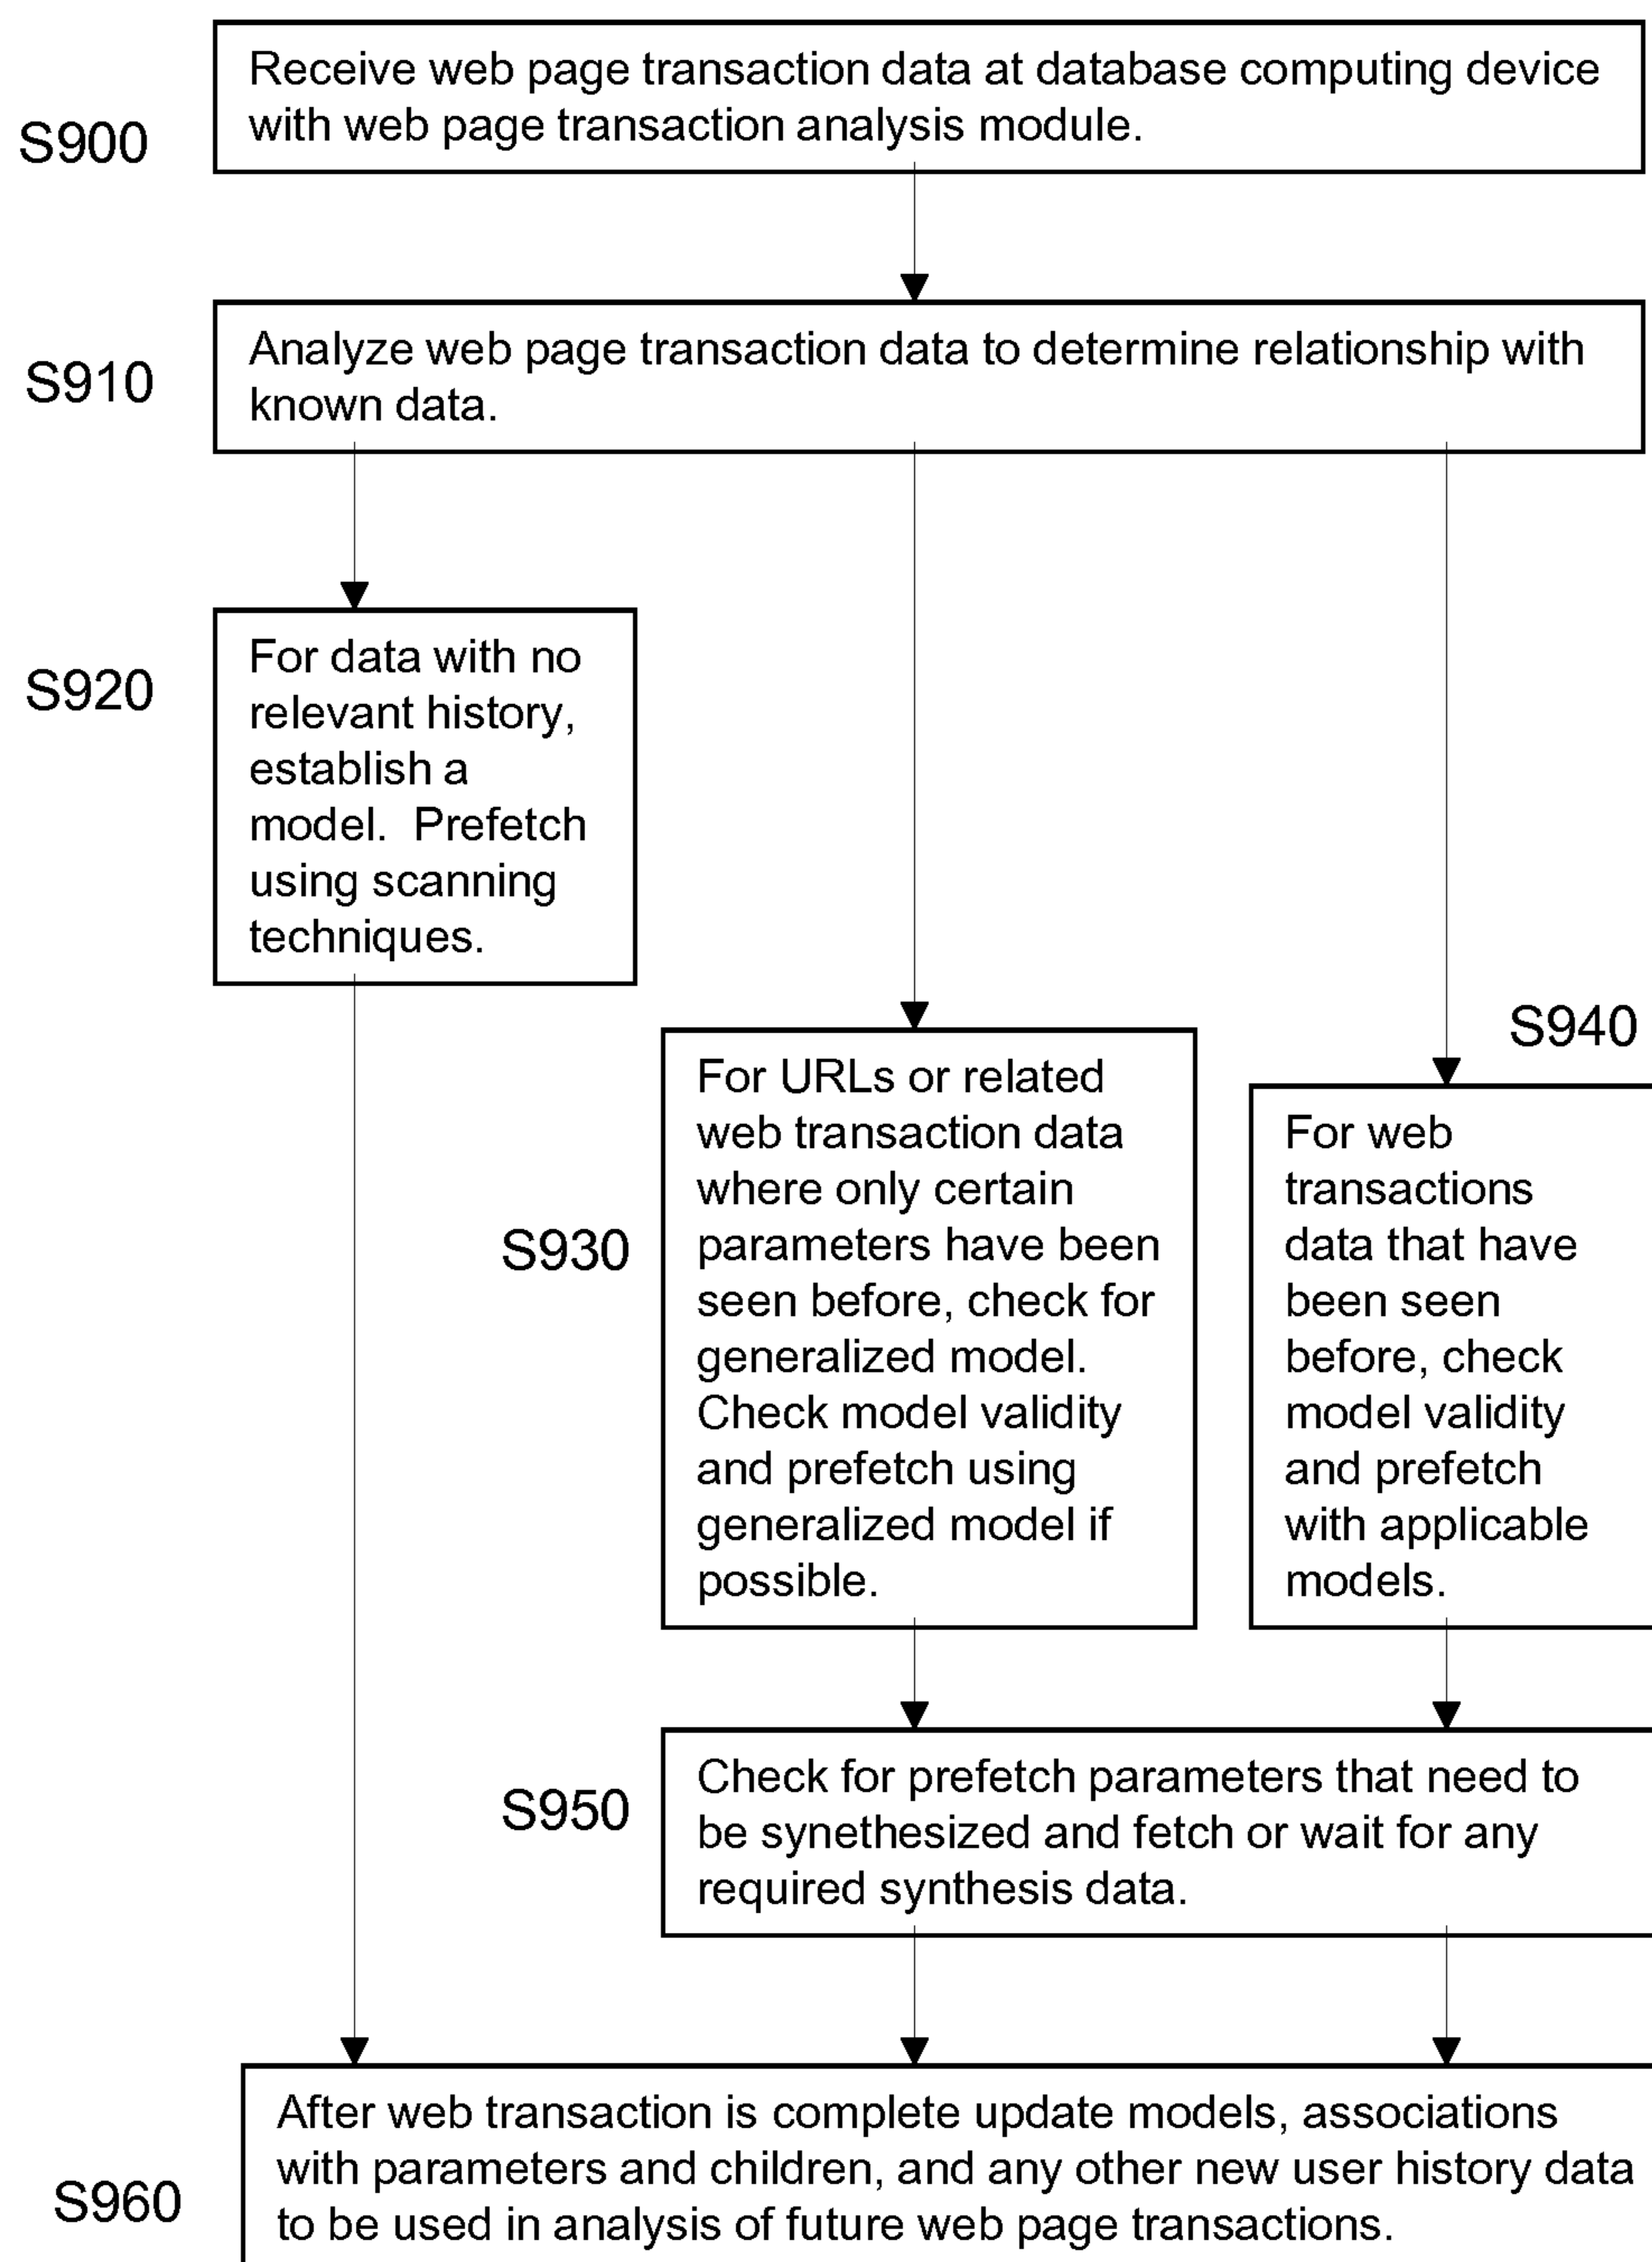 Receive web page transaction data at database computing device
with web page transaction analysis module.
S900
Analyze web page transaction data to determine relationship with
known data.
S910
For data with no
relevant history,
establish a
model.  Prefetch
using scanning
techniques.
S920
For URLs or related
web transaction data
where only certain
parameters have been
seen before, check for
generalized model.
Check model validity
and prefetch using
generalized model if
possible.
S930
S940
For web
transactions
data that have
been seen
before, check
model validity
and prefetch
with applicable
models.
Check for prefetch parameters that need to
be synethesized and fetch or wait for any
required synthesis data.
S950
After web transaction is complete update models, associations
with parameters and children, and any other new user history data
to be used in analysis of future web page transactions.
S960